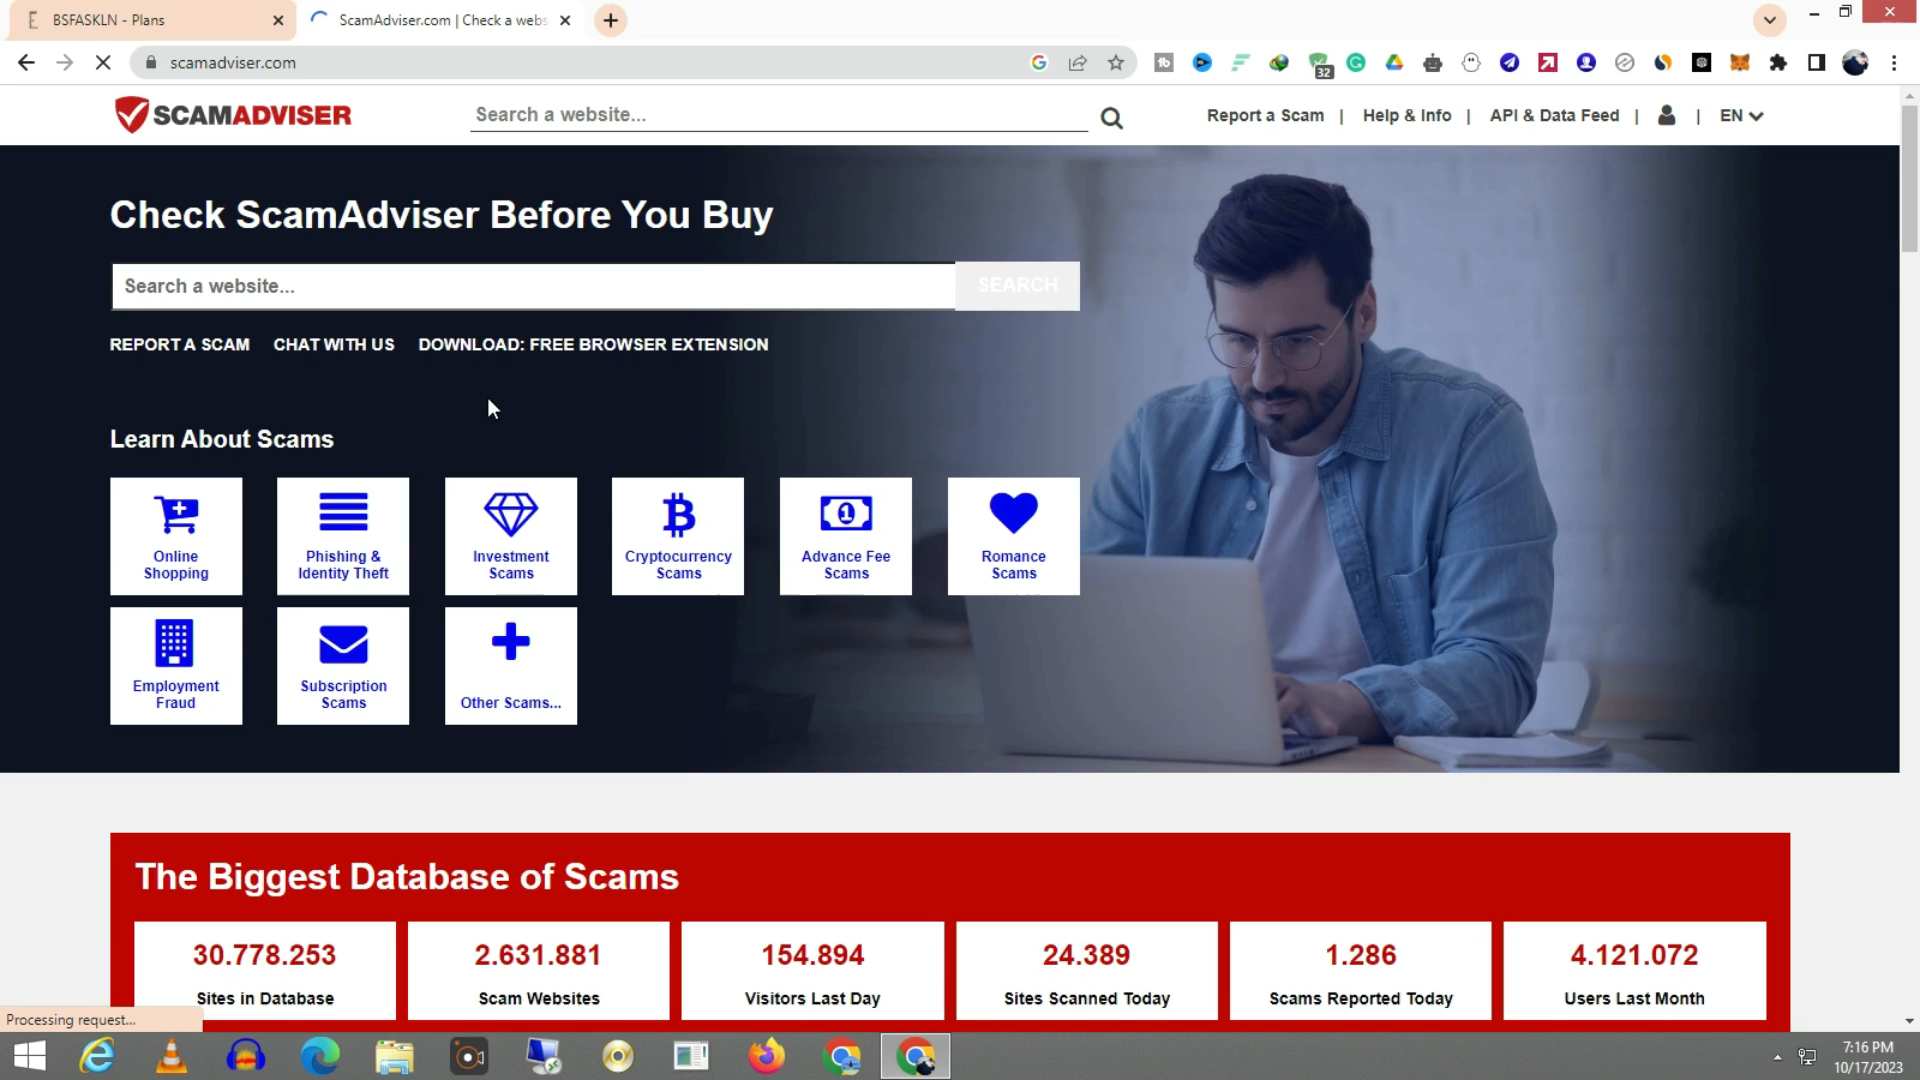 BSFASKLN - Plans
ScamAdviser.com | Check a webs
scamadviser.com
32
SCAMADVISER
Search a website...
Report a Scam | Help & Info | API & Data Feed | | EN
Check ScamAdviser Before You Buy
Search a website...
SEARCH
REPORT A SCAM CHAT WITH US DOWNLOAD: FREE BROWSER EXTENSION
Learn About Scams
Online
Shopping
Phishing &
Identity Theft
Investment
Scams
Cryptocurrency
Scams
Advance Fee
Scams
Romance
Scams
Employment
Fraud
Subscription
Scams
Other Scams...
The Biggest Database of Scams
30.778.253
Sites in Database
2.631.881
Scam Websites
154.894
Visitors Last Day
24.389
Sites Scanned Today
1.286
Scams Reported Today
4.121.072
Users Last Month
Processing request...
7:16 PM
10/17/2023